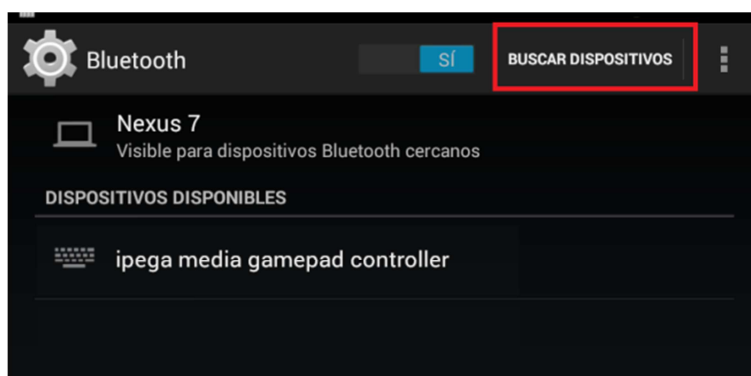 Bluetooth
SÍ
BUSCAR DISPOSITIVOS
Nexus 7
Visible para dispositivos Bluetooth cercanos
DISPOSITIVOS DISPONIBLES
ipega media gamepad controller